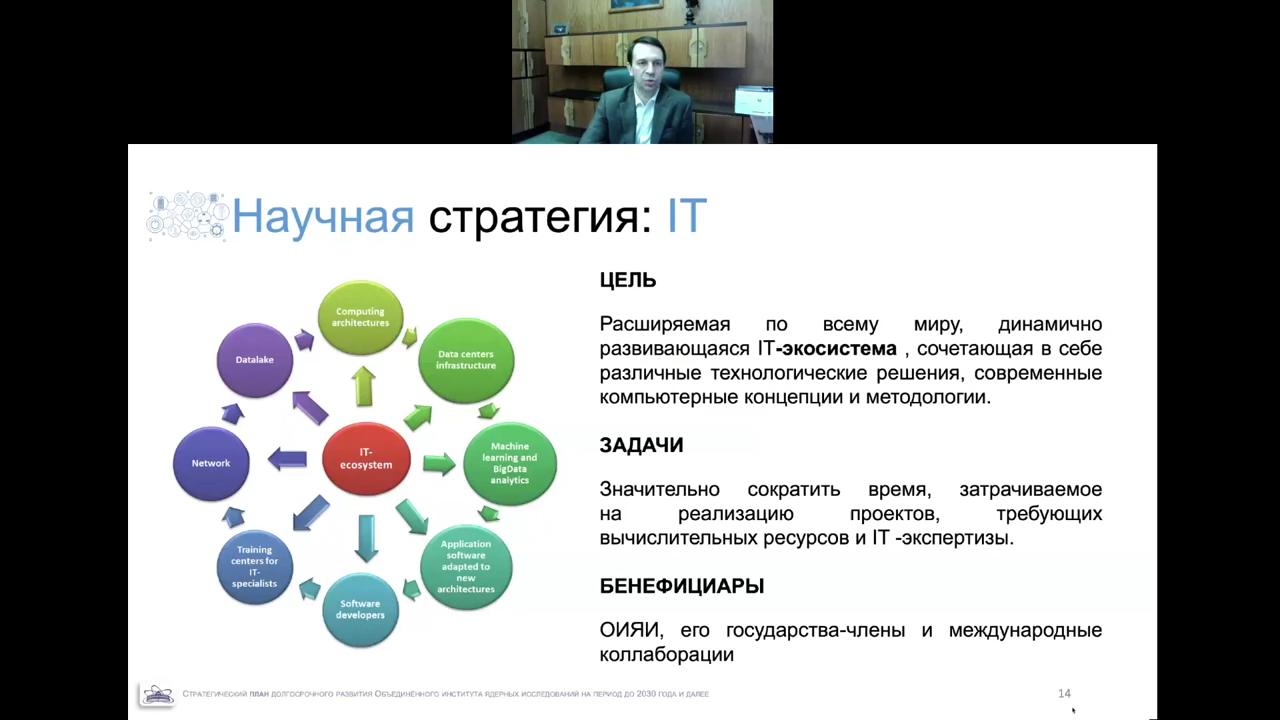 Научная стратегия: IT
Computing
architectures
Data centers
infrastructure
Machine
learning and
BigData
analytics
Application
software
adapted to
new
architectures
Software
developers
Training
centers for
IT-
specialists
Network
Datalake
IT-
ecosystem
ЦЕЛЬ
Расширяемая по всему миру, динамично
развивающаяся IT-экосистема , сочетающая в себе
различные технологические решения, современные
компьютерные концепции и методологии.
ЗАДАЧИ
Значительно сократить время, затрачиваемое
на реализацию проектов, требующих
вычислительных ресурсов и IT -экспертизы.
БЕНЕФИЦИАРЫ
ОИЯИ, его государства-члены и международные
коллаборации
Стратегический план долгосрочного развития Объединённого института ядерных исследований на период до 2030 года и далее
14